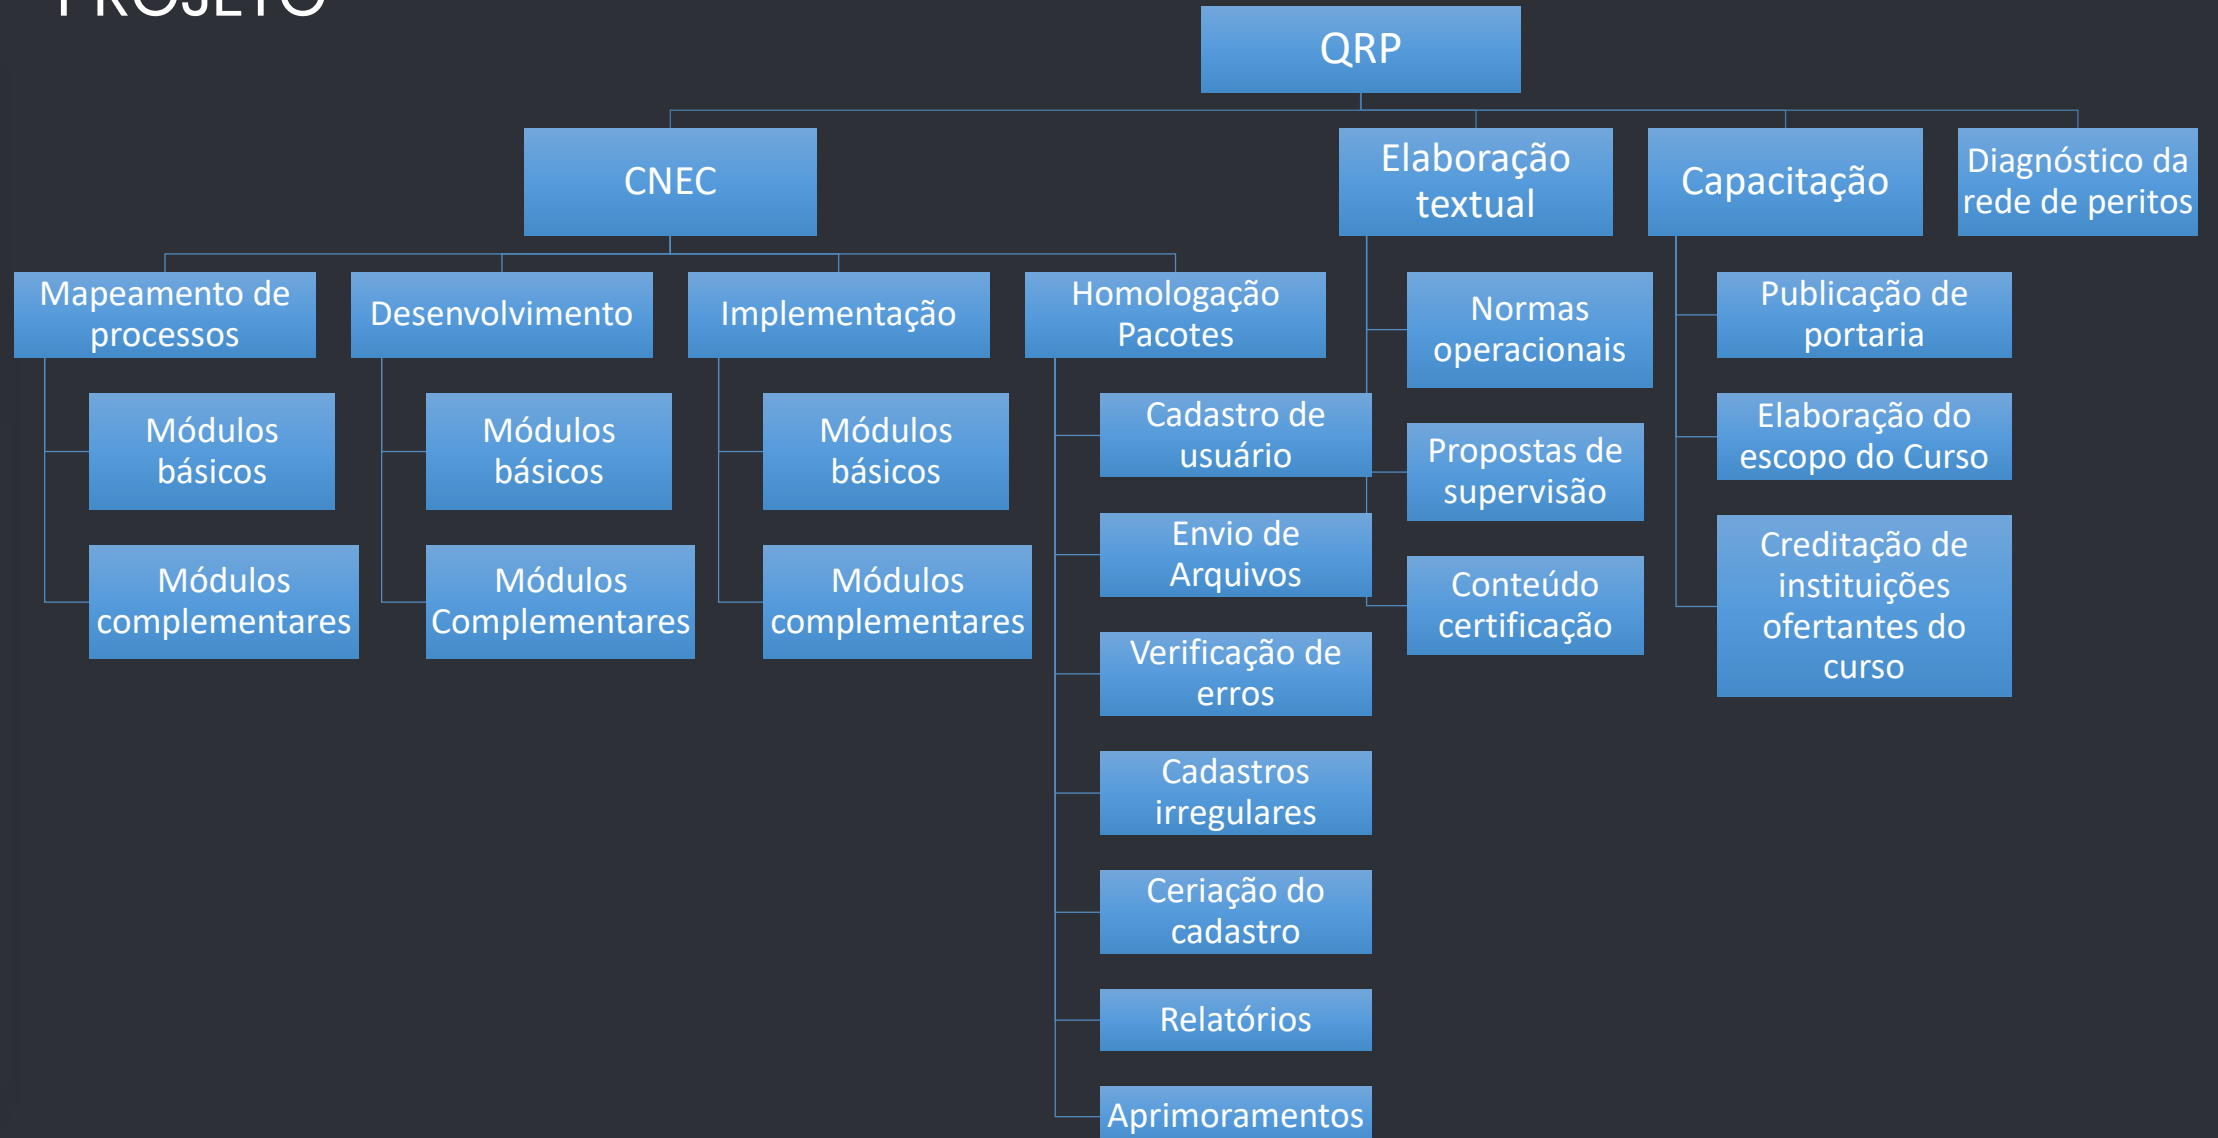 PROJETO
QRP
CNEC
Elaboração
textual
Capacitação
Diagnóstico da
rede de peritos
Mapeamento de
processos
Módulos
básicos
Módulos
complementares
Desenvolvimento
Módulos
básicos
Módulos
Complementares
Implementação
Módulos
básicos
Módulos
complementares
Homologação
Pacotes
Cadastro de
usuário
Envio de
Arquivos
Verificação de
erros
Cadastros
irregulares
Ceriação do
cadastro
Relatórios
Aprimoramentos
Normas
operacionais
Propostas de
supervisão
Conteúdo
certificação
Publicação de
portaria
Elaboração do
escopo do Curso
Creditação de
instituições
ofertantes do
curso